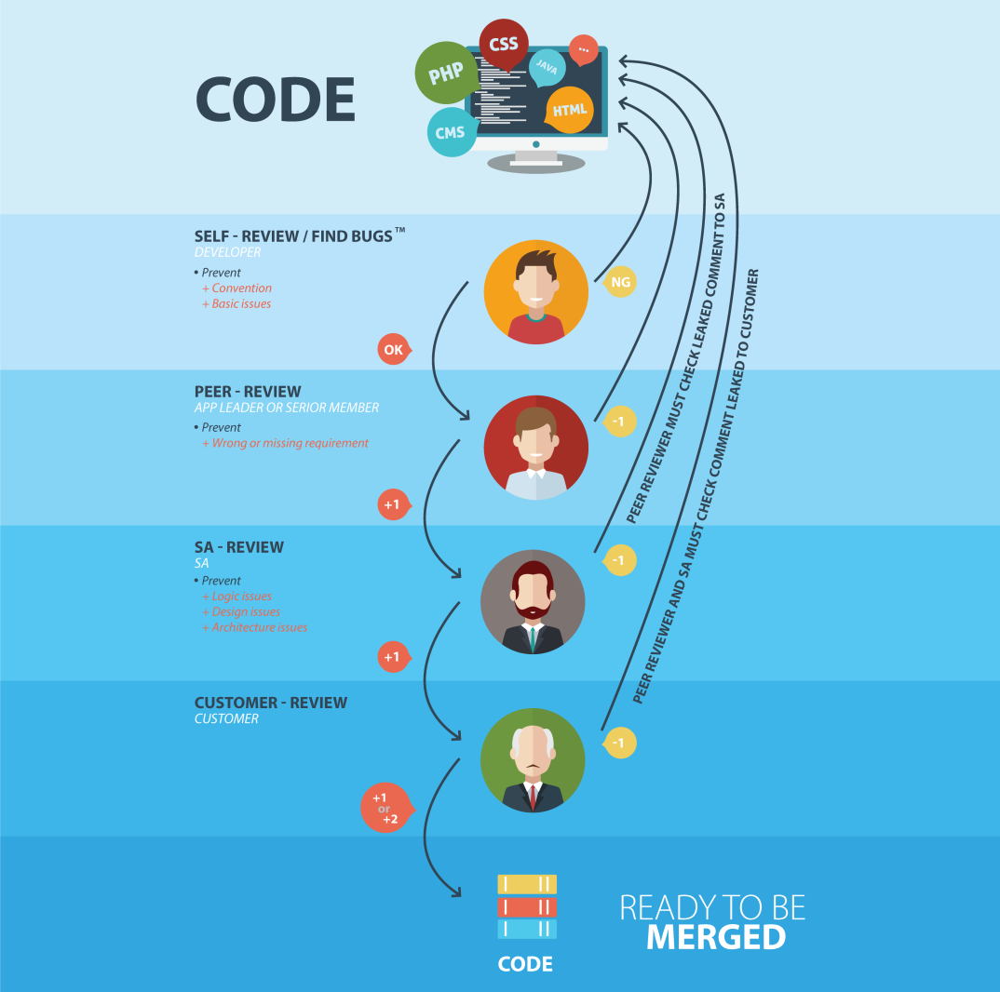 CODE
PHP
CSS
JAVA
...
HTML
CMS
SELF - REVIEW / FIND BUGS™
DEVELOPER
• Prevent
+ Convention
+ Basic issues
NG
OK
PEER - REVIEW
APP LEADER OR SERIOR MEMBER
• Prevent
+ Wrong or missing requirement
-1
+1
SA - REVIEW
SA
• Prevent
+ Logic issues
+ Design issues
+ Architecture issues
-1
+1
CUSTOMER - REVIEW
CUSTOMER
-1
+1
or
+2
PEER REVIEWER MUST CHECK LEAKED COMMENT TO SA
PEER REVIEWER AND SA MUST CHECK COMMENT LEAKED TO CUSTOMER
CODE
READY TO BE
MERGED